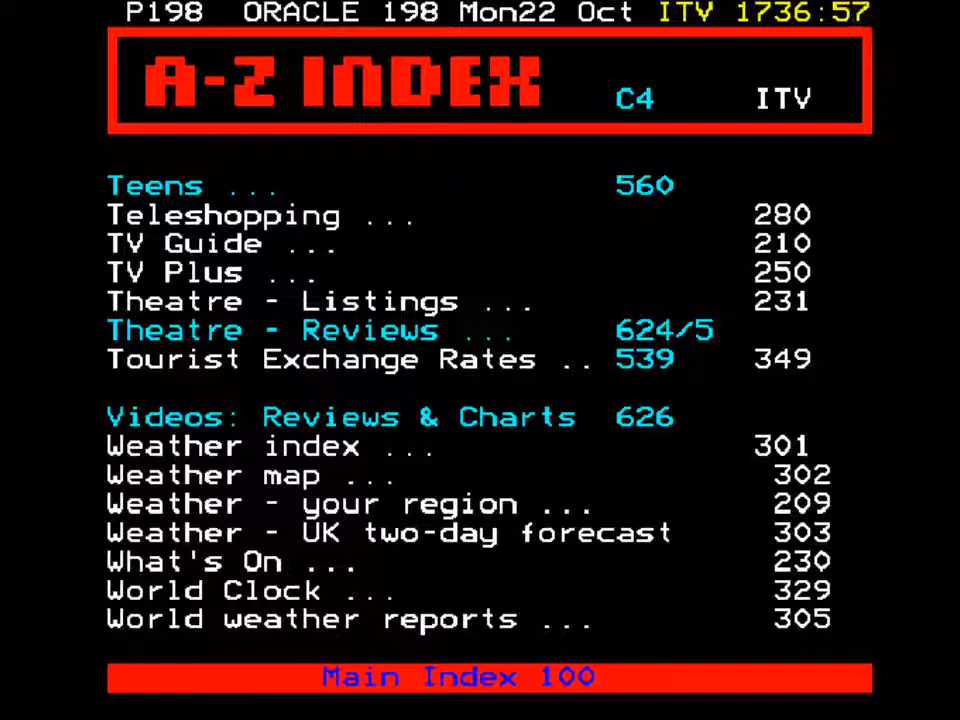 P198 ORACLE 198 Mon22 Oct ITV 1736:57
A-Z INDEX C4 ITV
Teens ... 560
Teleshopping ... 280
TV Guide ... 210
TV Plus ... 250
Theatre - Listings ... 231
Theatre - Reviews ... 624/5
Tourist Exchange Rates .. 539 349
Videos: Reviews & Charts 626
Weather index ... 301
Weather map ... 302
Weather - your region ... 209
Weather - UK two-day forecast 303
What's On ... 230
World Clock ... 329
World weather reports ... 305
Main Index 100